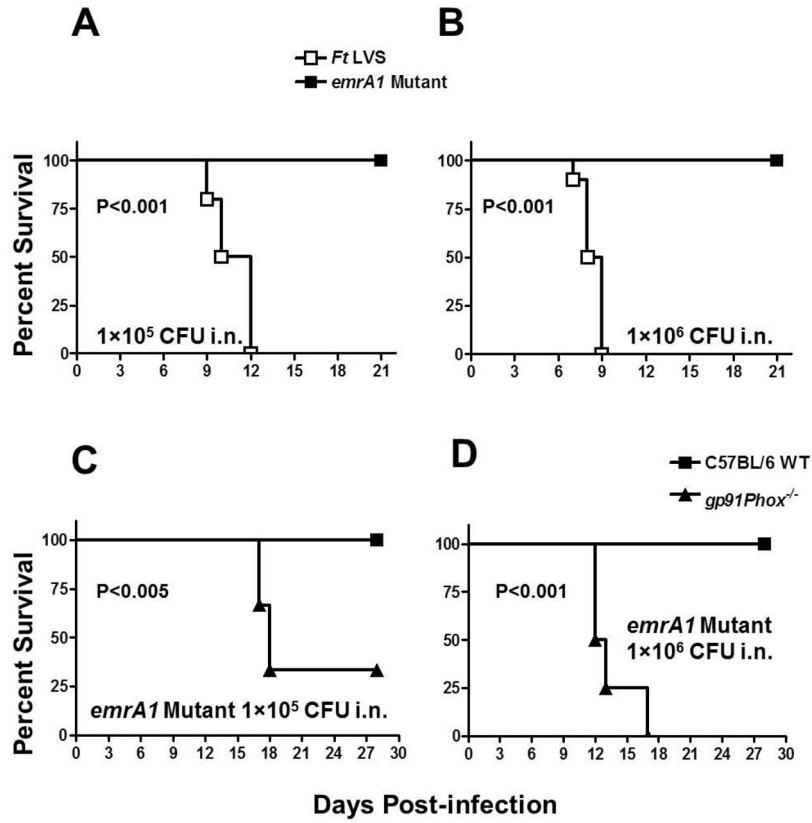 A
B
Ft LVS
emrA1 Mutant
Percent Survival
100
75
50
25
0
P<0.001
1×10⁵ CFU i.n.
0 3 6 9 12 15 18 21
100
75
50
25
0
P<0.001
1×10⁶ CFU i.n.
0 3 6 9 12 15 18 21
C
D
C57BL/6 WT
gp91Phox⁻/⁻
Percent Survival
100
75
50
25
0
P<0.005
emrA1 Mutant 1×10⁵ CFU i.n.
0 3 6 9 12 15 18 21 24 27 30
100
75
50
25
0
P<0.001
emrA1 Mutant
1×10⁶ CFU i.n.
0 3 6 9 12 15 18 21 24 27 30
Days Post-infection